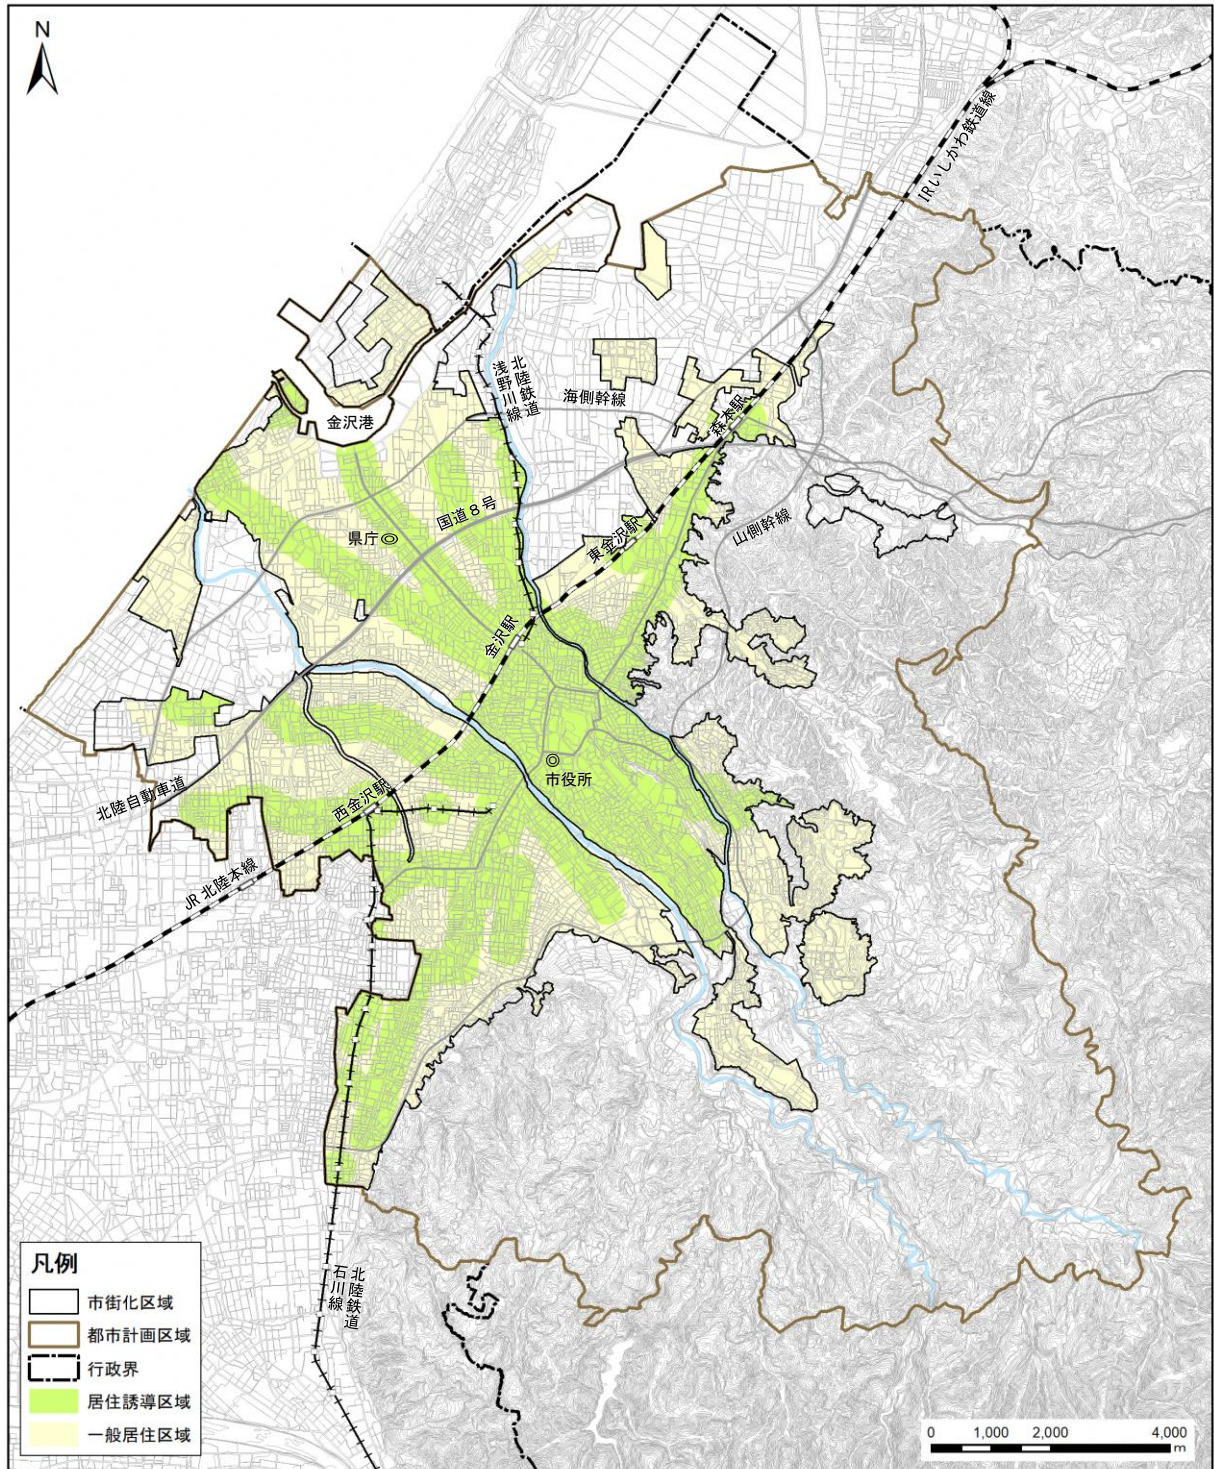 N
IRいしかわ鉄道線
北陸鉄道
浅野川線
海側幹線
金沢港
森本駅
国道8号
県庁
東金沢駅
山側幹線
金沢駅
市役所
北陸自動車道
西金沢駅
JR 北陸本線
北陸鉄道
石川線
凡例
市街化区域
都市計画区域
行政界
居住誘導区域
一般居住区域
0 1,000 2,000 4,000
m